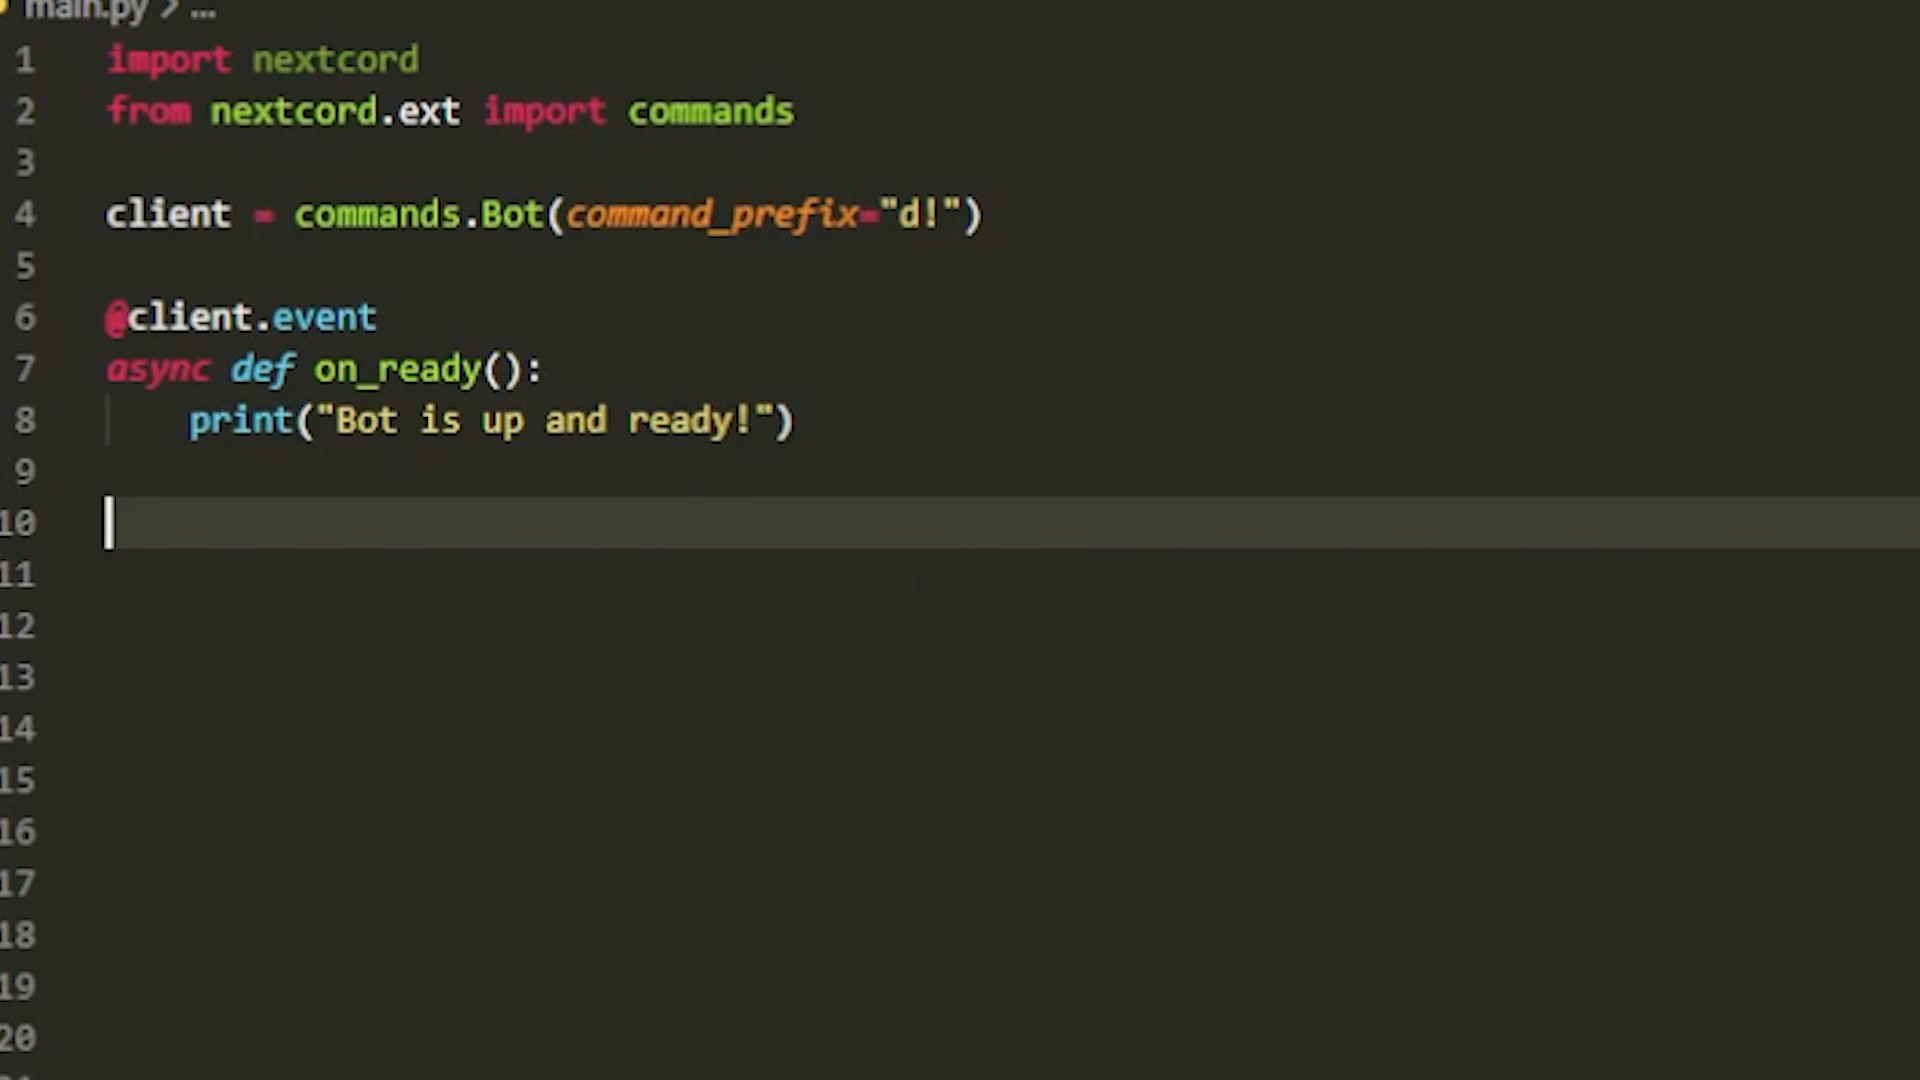 main.py > ...
1 import nextcord
2 from nextcord.ext import commands
3
4 client = commands.Bot(command_prefix="d!")
5
6 @client.event
7 async def on_ready():
8     print("Bot is up and ready!")
9
10
11
12
13
14
15
16
17
18
19
20